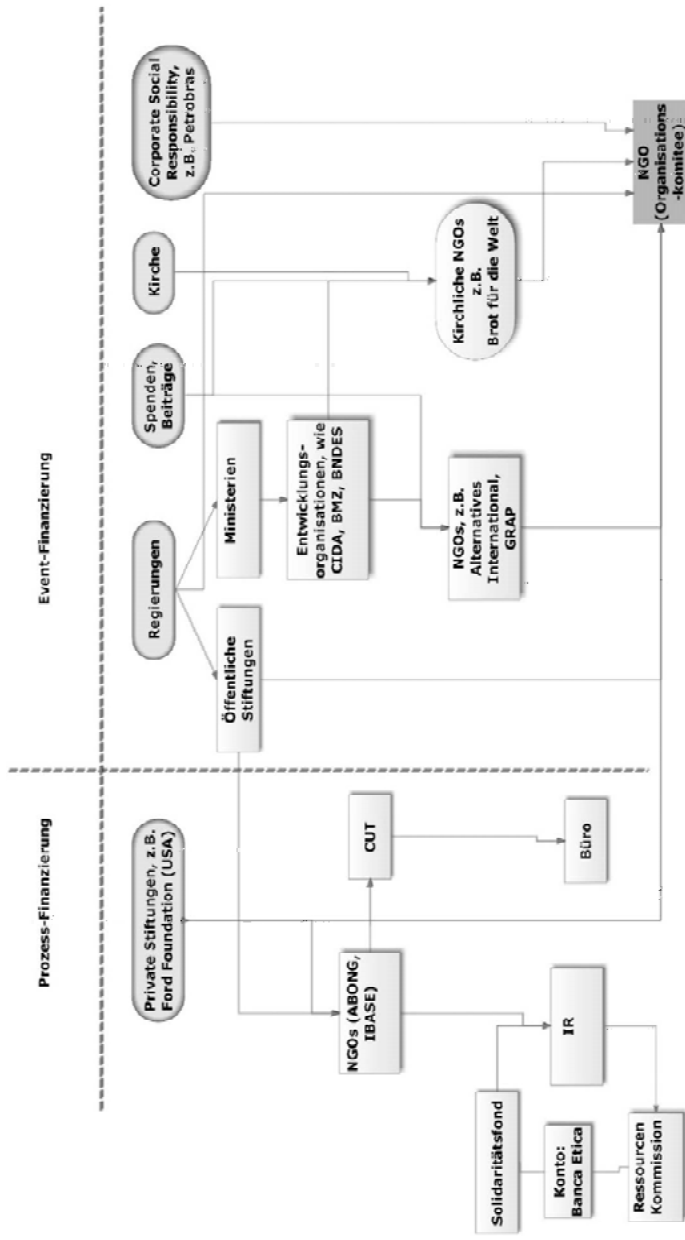 Prozess-Finanzierung
Event-Finanzierung
Private Stiftungen, z.B.
Ford Foundation (USA)
Regierungen
Spenden,
Beiträge
Kirche
Corporate Social
Responsibility,
z.B. Petrobras
Öffentliche
Stiftungen
Ministerien
NGOs (ABONG,
IBASE)
CUT
Entwicklungs-
organisationen, wie
CIDA, BMZ, BNDES
Kirchliche NGOs
z.B.
Brot für die Welt
NGOs, z.B.
Alternatives
International,
GRAP
Solidaritätsfond
IR
Büro
Konto:
Banca Etica
Ressourcen
Kommission
NGO
(Organisations
-komitee)